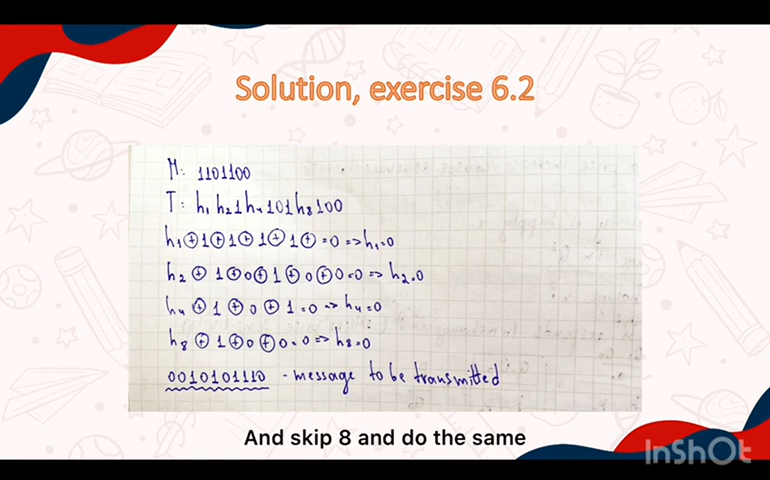 Solution, exercise 6.2
M: 1101100
T: h₁ h₂ 1 h₄ 101 h₈ 100
h₁ ⊕ 1 ⊕ 1 ⊕ 1 ⊕ 1 ⊕ = 0 => h₁ = 0
h₂ ⊕ 1 ⊕ 0 ⊕ 1 ⊕ 0 ⊕ 0 = 0 => h₂ = 0
h₄ ⊕ 1 ⊕ 0 ⊕ 1 = 0 => h₄ = 0
h₈ ⊕ 1 ⊕ 0 ⊕ 0 = 0 => h₈ = 0
0010101110 - message to be transmitted
And skip 8 and do the same
InShOt